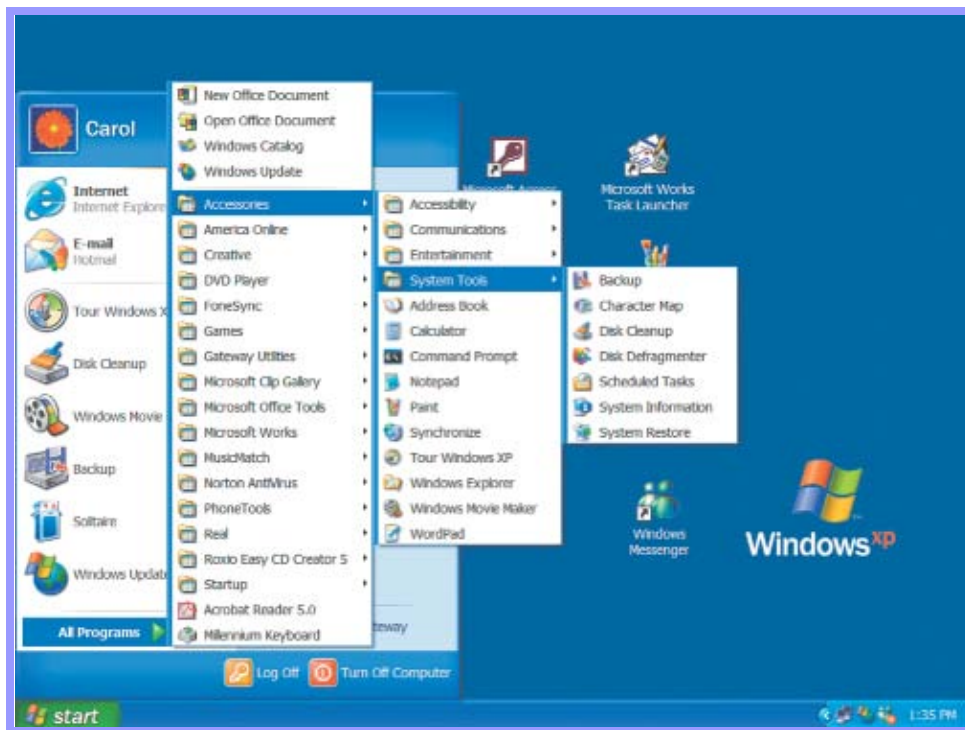 Carol
Internet
Internet Explore
E-mail
Hotmail
Tour Windows X
Disk Cleanup
Windows Movie
Backup
Solitaire
Windows Update
All Programs
New Office Document
Open Office Document
Windows Catalog
Windows Update
Accessories
America Online
Creative
DVD Player
FoneSync
Games
Gateway Utilities
Microsoft Clip Gallery
Microsoft Office Tools
Microsoft Works
MusicMatch
Norton AntiVirus
PhoneTools
Real
Roxio Easy CD Creator 5
Startup
Acrobat Reader 5.0
Millennium Keyboard
Accessibility
Communications
Entertainment
System Tools
Address Book
Calculator
Command Prompt
Notepad
Paint
Synchronize
Tour Windows XP
Windows Explorer
Windows Movie Maker
WordPad
Backup
Character Map
Disk Cleanup
Disk Defragmenter
Scheduled Tasks
System Information
System Restore
Microsoft Works
Task Launcher
Windows
Messenger
Windows xp
Log Off
Turn Off Computer
start
1:35 PM